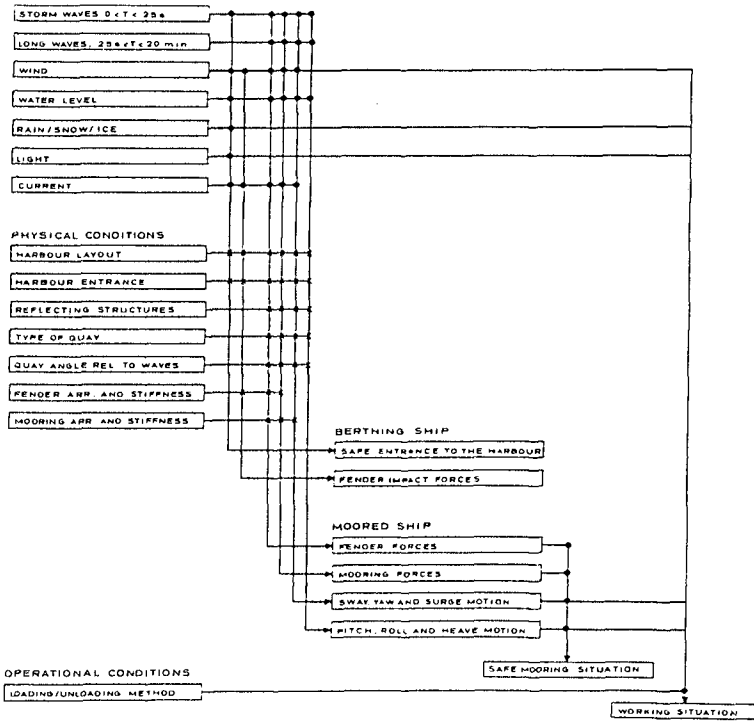 STORM WAVES 0<T<25s
LONG WAVES, 25s<T<20 min
WIND
WATER LEVEL
RAIN/SNOW/ICE
LIGHT
CURRENT
PHYSICAL CONDITIONS
HARBOUR LAYOUT
HARBOUR ENTRANCE
REFLECTING STRUCTURES
TYPE OF QUAY
QUAY ANGLE REL TO WAVES
FENDER ARR. AND STIFFNESS
MOORING ARR AND STIFFNESS
BERTHING SHIP
SAFE ENTRANCE TO THE HARBOUR
FENDER IMPACT FORCES
MOORED SHIP
FENDER FORCES
MOORING FORCES
SWAY, YAW AND SURGE MOTION
PITCH, ROLL AND HEAVE MOTION
SAFE MOORING SITUATION
OPERATIONAL CONDITIONS
LOADING/UNLOADING METHOD
WORKING SITUATION